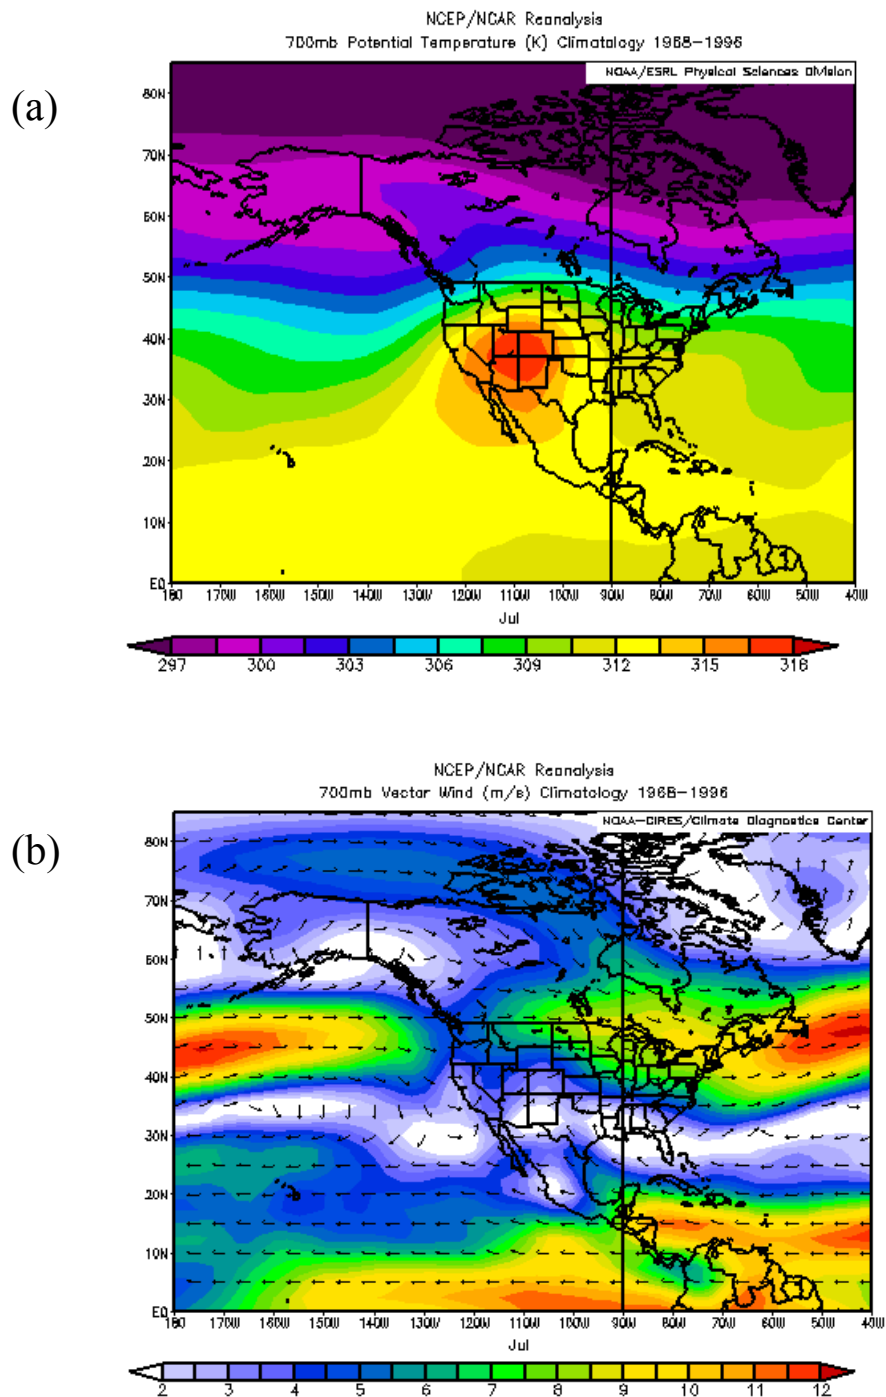 (a)
NCEP/NCAR Reanalysis
700mb Potential Temperature (K) Climatology 1968-1996
NOAA/ESRL Physical Sciences Division
80N
70N
60N
50N
40N
30N
20N
10N
EQ
180 170W 160W 150W 140W 130W 120W 110W 100W 90W 80W 70W 60W 50W 40W
Jul
297 300 303 306 309 312 315 318
(b)
NCEP/NCAR Reanalysis
700mb Vector Wind (m/s) Climatology 1968-1996
NOAA-CIRES/Climate Diagnostics Center
80N
70N
60N
50N
40N
30N
20N
10N
EQ
180 170W 160W 150W 140W 130W 120W 110W 100W 90W 80W 70W 60W 50W 40W
Jul
2 3 4 5 6 7 8 9 10 11 12